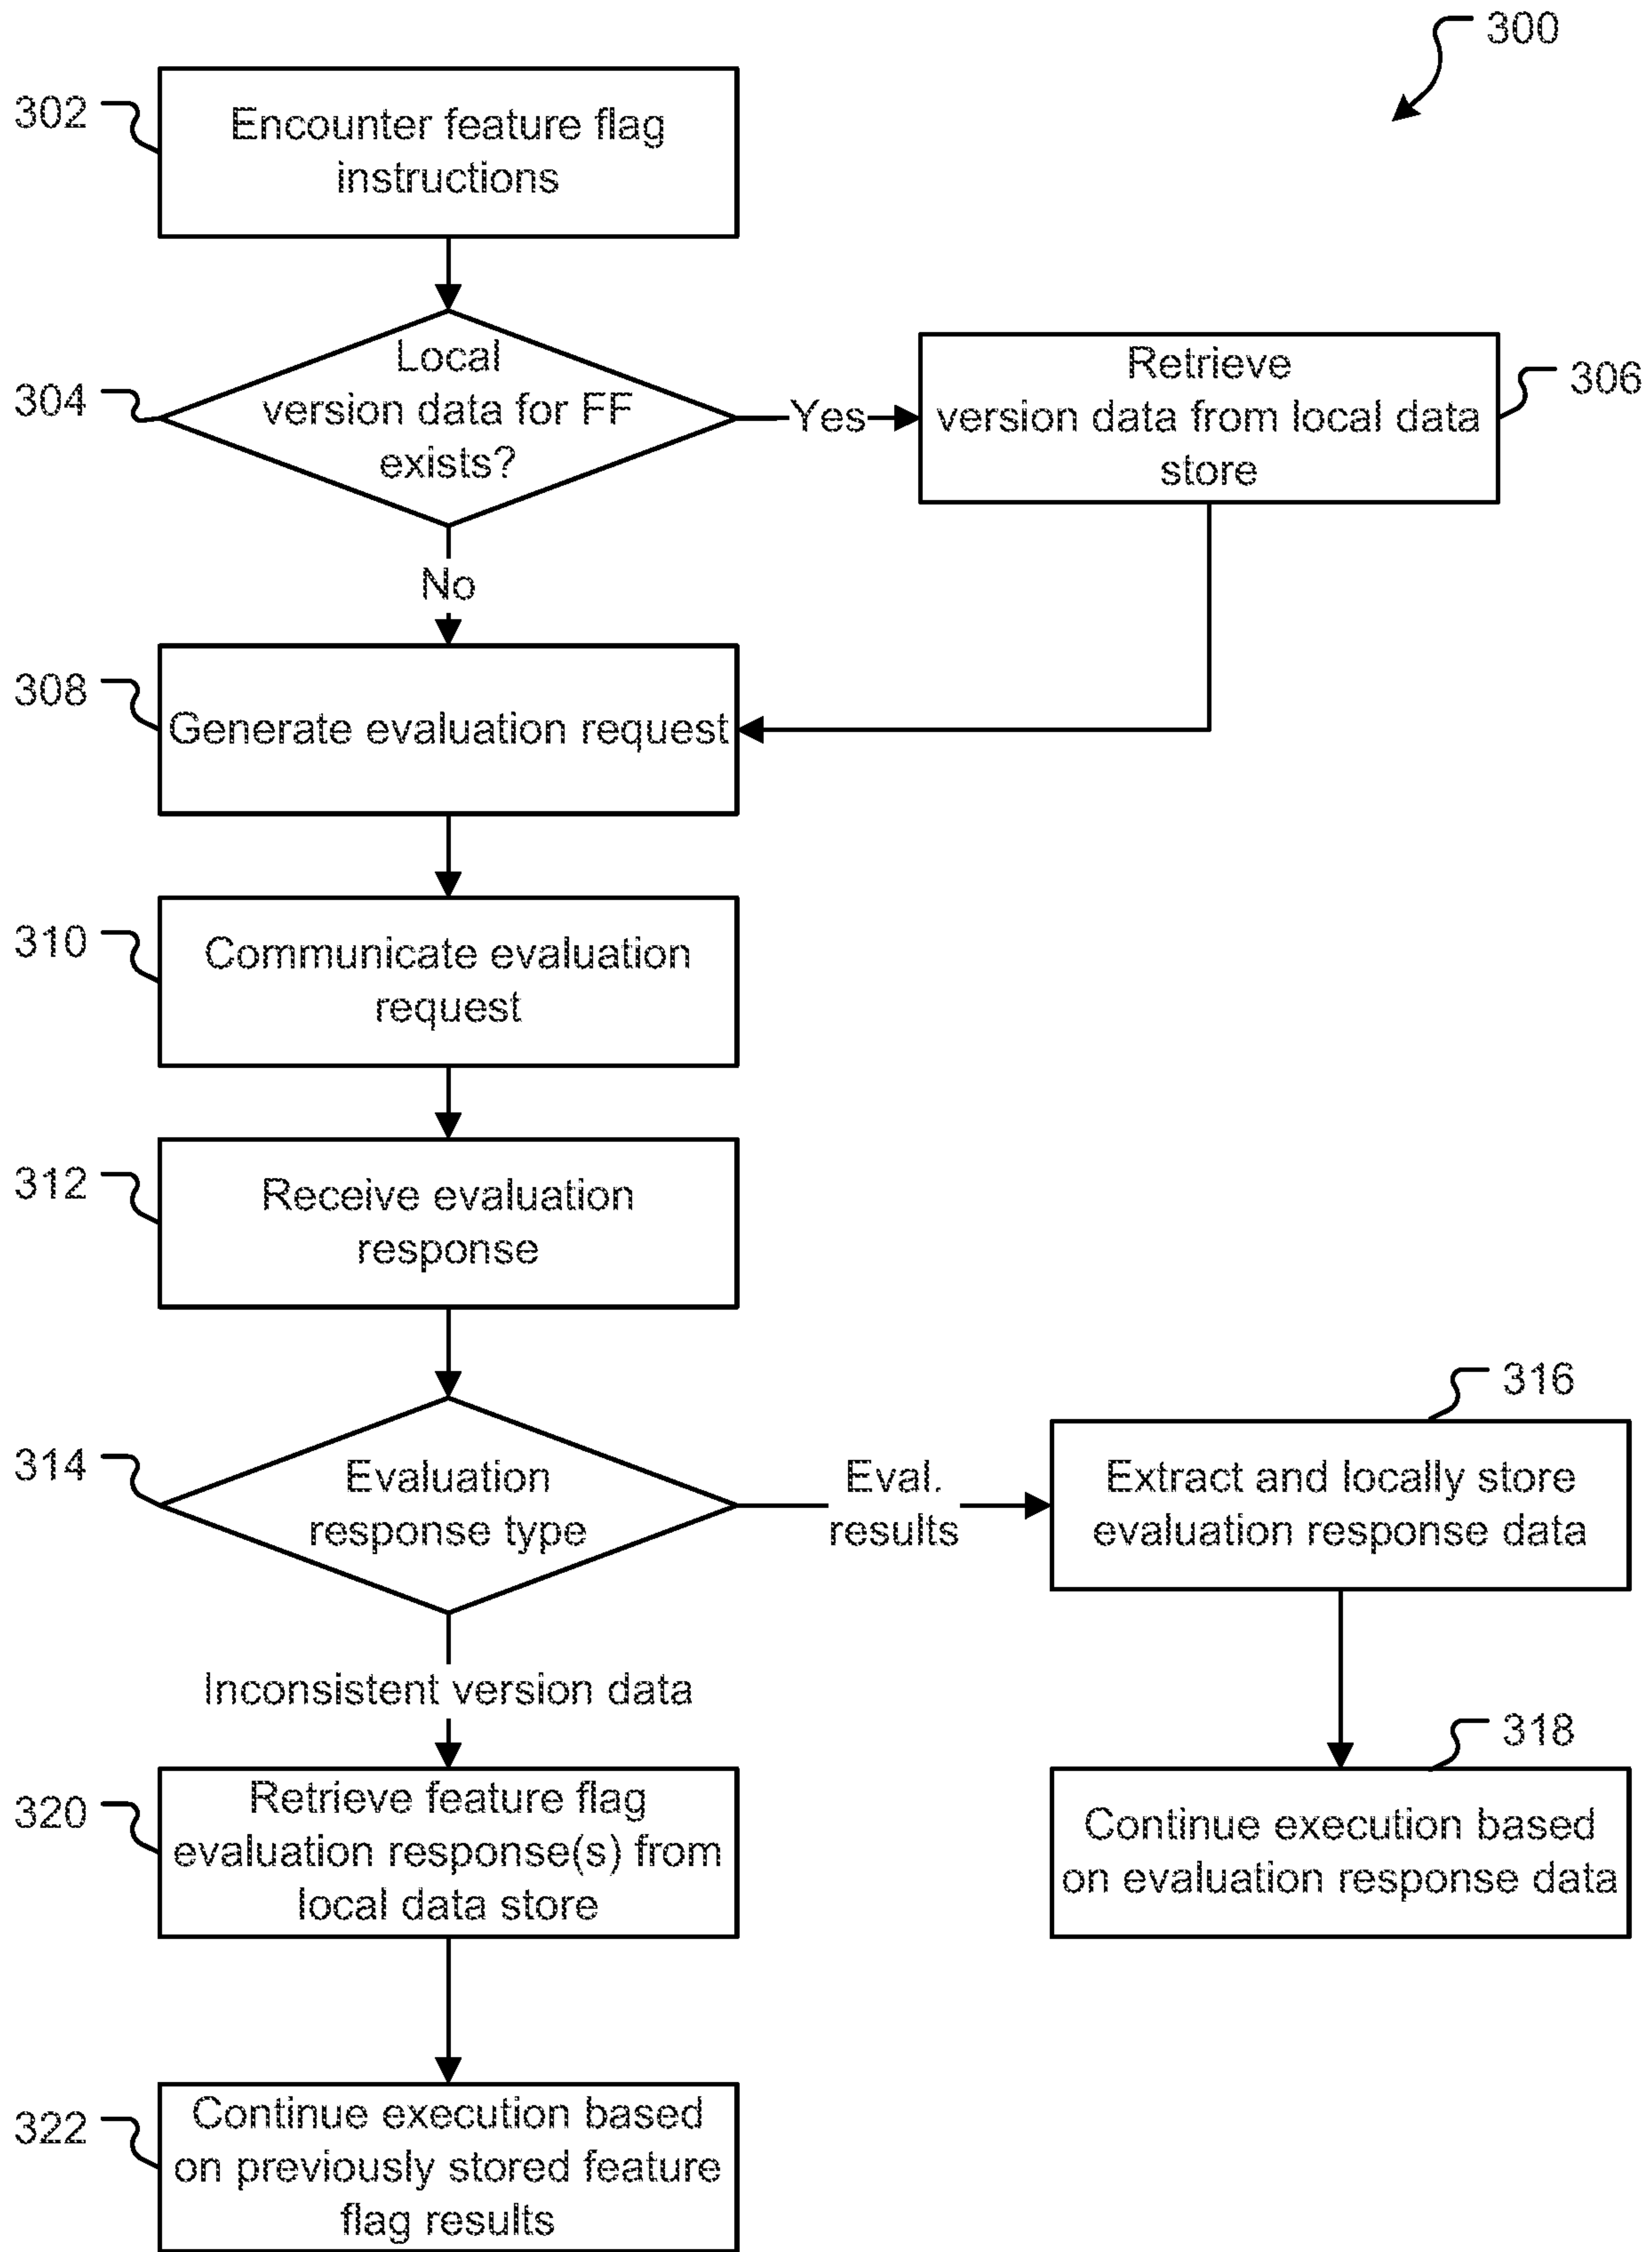 300
302
Encounter feature flag
instructions
304
Local
version data for FF
exists?
Yes
Retrieve
version data from local data
store
306
No
308
Generate evaluation request
310
Communicate evaluation
request
312
Receive evaluation
response
314
Evaluation
response type
Eval.
results
316
Extract and locally store
evaluation response data
Inconsistent version data
318
Continue execution based
on evaluation response data
320
Retrieve feature flag
evaluation response(s) from
local data store
322
Continue execution based
on previously stored feature
flag results